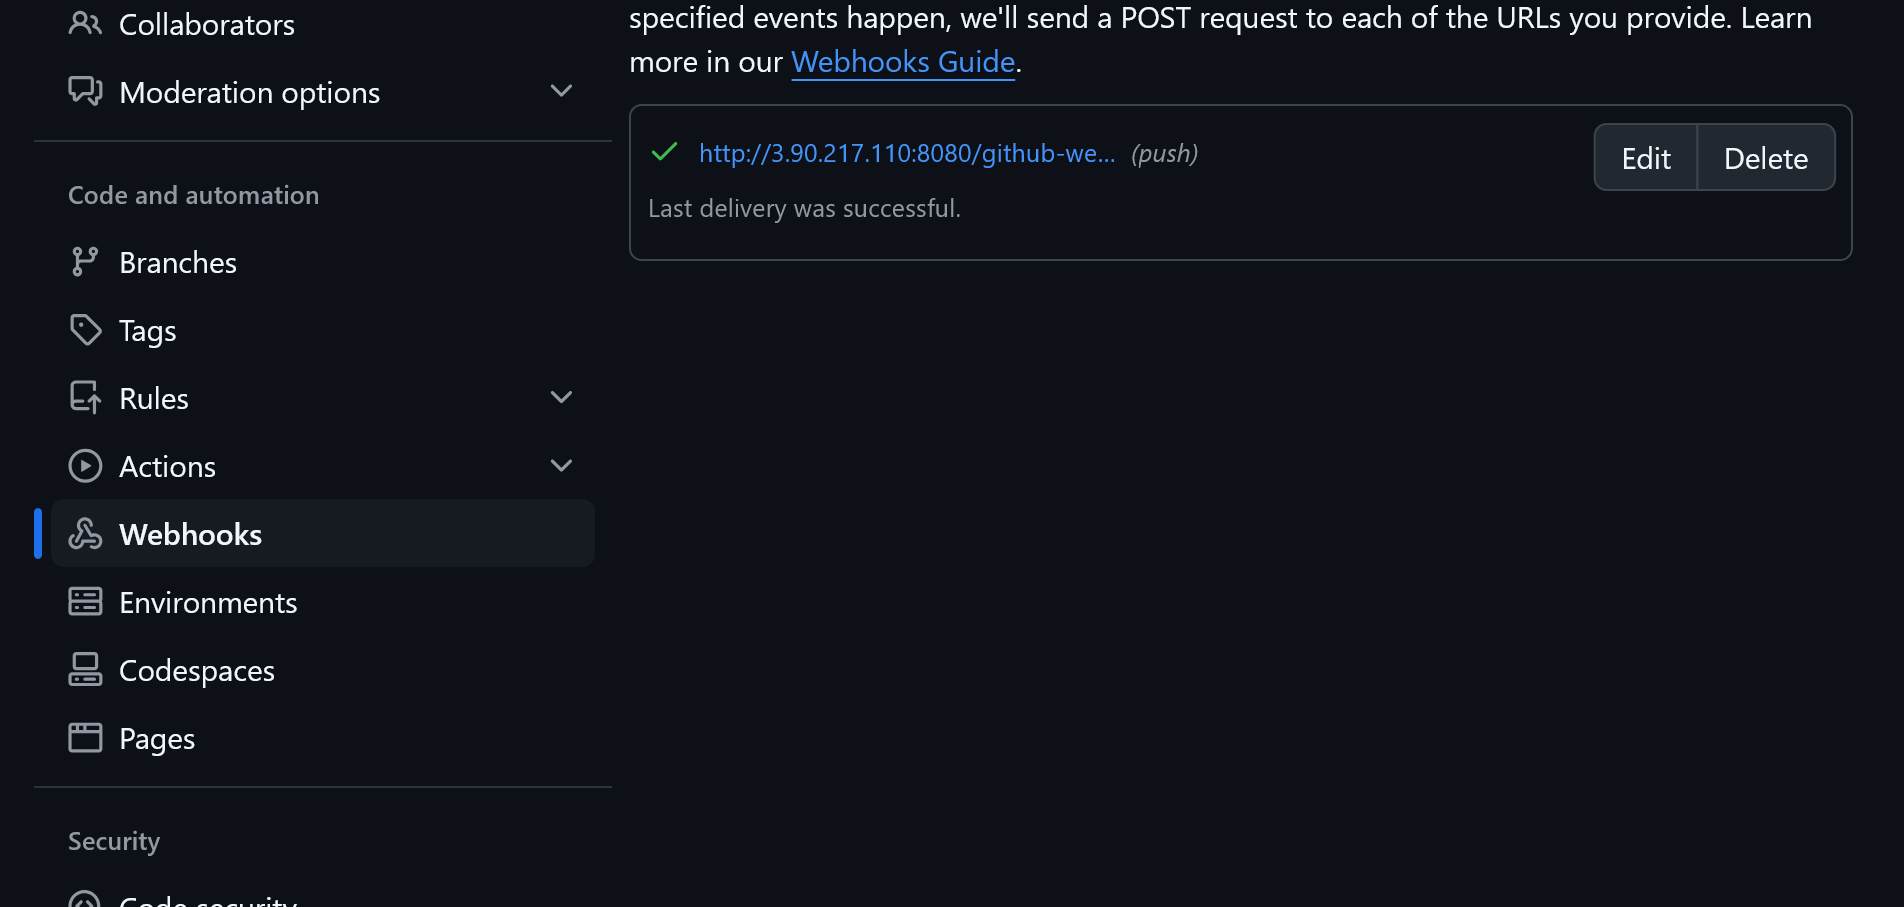 Collaborators
Moderation options
Code and automation
Branches
Tags
Rules
Actions
Webhooks
Environments
Codespaces
Pages
Security
Code security
specified events happen, we'll send a POST request to each of the URLs you provide. Learn
more in our Webhooks Guide.
http://3.90.217.110:8080/github-we... (push)
Edit
Delete
Last delivery was successful.